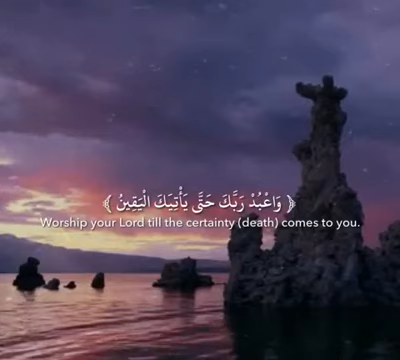 ﴿ وَاعْبُدْ رَبَّكَ حَتَّى يَأْتِيَكَ الْيَقِينُ ﴾
Worship your Lord till the certainty (death) comes to you.